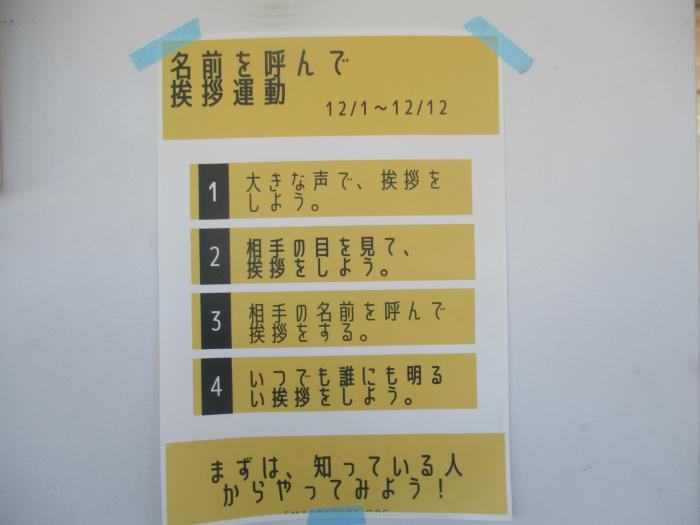 名前を呼んで
挨拶運動
12/1～12/12
1
大きな声で、挨拶を
しよう。
2
相手の目を見て、
挨拶をしよう。
3
相手の名前を呼んで
挨拶をする。
4
いつでも誰にも明る
い挨拶をしよう。
まずは、知っている人
からやってみよう！